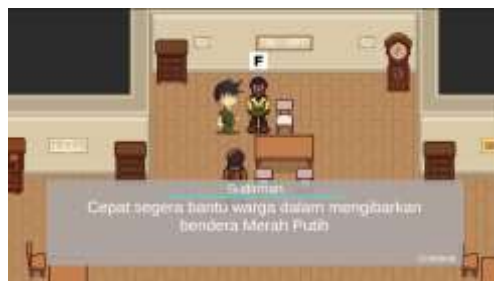 F
Sudirman
Cepat segera bantu warga dalam mengibarkan
bendera Merah Putih